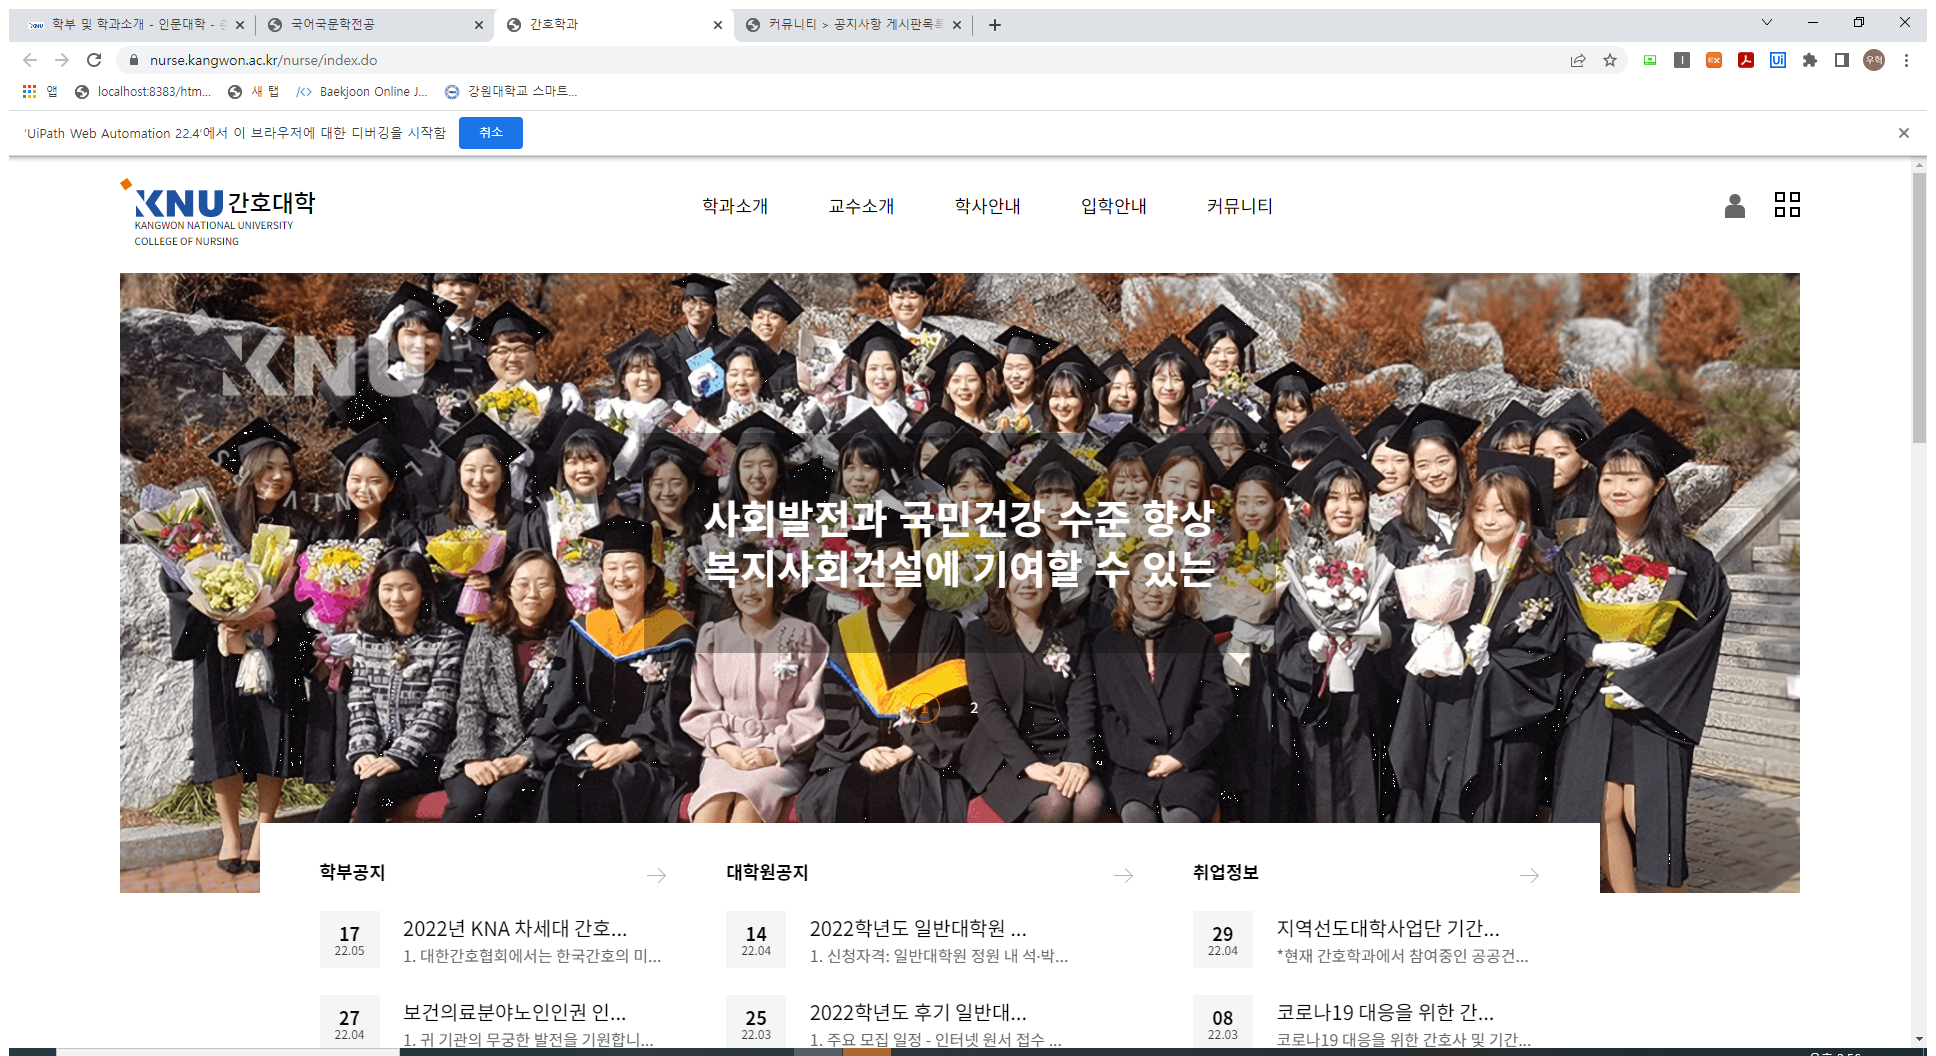 학부 및 학과소개 - 인문대학 -
국어국문학전공
간호학과
커뮤니티 > 공지사항 게시판목록
nurse.kangwon.ac.kr/nurse/index.do
앱
localhost:8383/htm...
새 탭
Baekjoon Online J...
강원대학교 스마트...
'UiPath Web Automation 22.4'에서 이 브라우저에 대한 디버깅을 시작함
취소
KNU 간호대학
KANGWON NATIONAL UNIVERSITY
COLLEGE OF NURSING
학과소개
교수소개
학사안내
입학안내
커뮤니티
KNU
사회발전과 국민건강 수준 향상
복지사회건설에 기여할 수 있는
1 2
학부공지
17
22.05
2022년 KNA 차세대 간호...
1. 대한간호협회에서는 한국간호의 미...
27
22.04
보건의료분야노인인권 인...
1. 귀 기관의 무궁한 발전을 기원합니...
대학원공지
14
22.04
2022학년도 일반대학원 ...
1. 신청자격: 일반대학원 정원 내 석·박...
25
22.03
2022학년도 후기 일반대...
1. 주요 모집 일정 - 인터넷 원서 접수 ...
취업정보
29
22.04
지역선도대학사업단 기간...
*현재 간호학과에서 참여중인 공공건...
08
22.03
코로나19 대응을 위한 간...
코로나19 대응을 위한 간호사 및 기간...